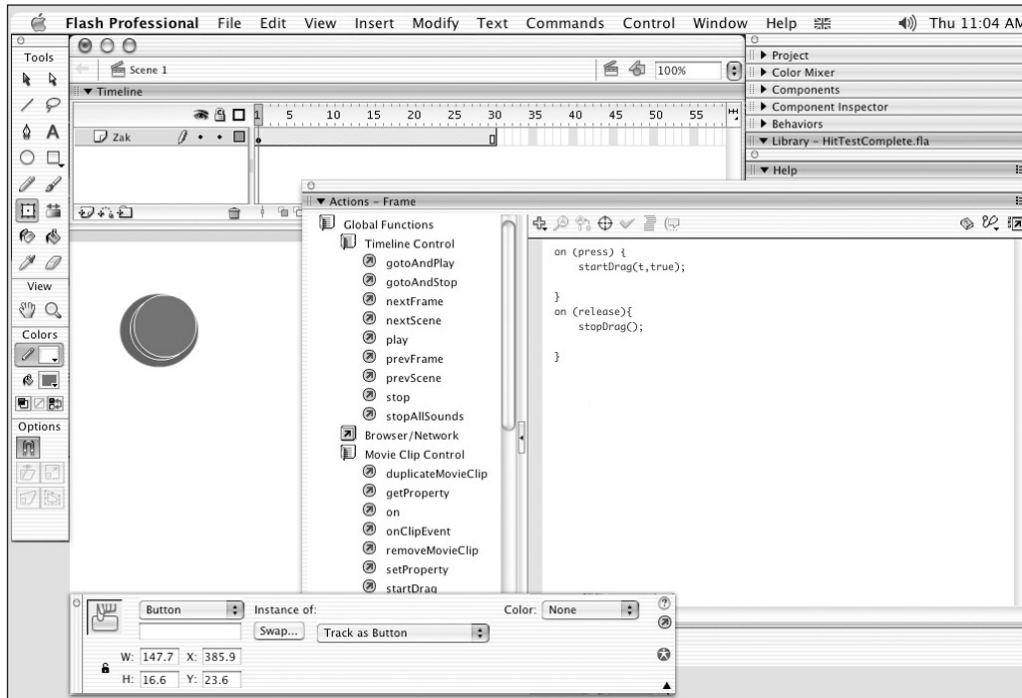 Flash Professional File Edit View Insert Modify Text Commands Control Window Help Thu 11:04 AM
Tools
View
Colors
Options
Scene 1
100%
Timeline
1 5 10 15 20 25 30 35 40 45 50 55
Zak
Project
Color Mixer
Components
Component Inspector
Behaviors
Library – HitTestComplete.fla
Help
Actions – Frame
Global Functions
Timeline Control
gotoAndPlay
gotoAndStop
nextFrame
nextScene
play
prevFrame
prevScene
stop
stopAllSounds
Browser/Network
Movie Clip Control
duplicateMovieClip
getProperty
on
onClipEvent
removeMovieClip
setProperty
startDrag
on (press) {
startDrag(t,true);
}
on (release){
stopDrag();
}
Button Instance of: Color: None
Swap... Track as Button
W: 147.7 X: 385.9
H: 16.6 Y: 23.6